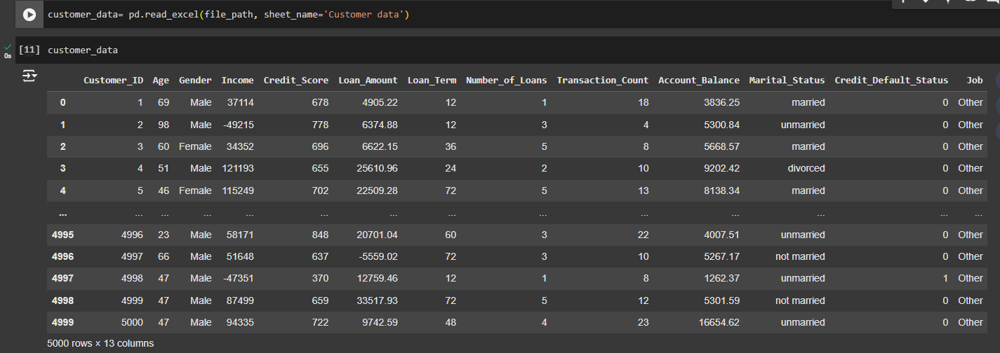 customer_data= pd.read_excel(file_path, sheet_name='Customer data')
[11] customer_data
0s
Customer_ID Age Gender Income Credit_Score Loan_Amount Loan_Term Number_of_Loans Transaction_Count Account_Balance Marital_Status Credit_Default_Status Job
0 1 69 Male 37114 678 4905.22 12 1 18 3836.25 married 0 Other
1 2 98 Male -49215 778 6374.88 12 3 4 5300.84 unmarried 0 Other
2 3 60 Female 34352 696 6622.15 36 5 8 5668.57 married 0 Other
3 4 51 Male 121193 655 25610.96 24 2 10 9202.42 divorced 0 Other
4 5 46 Female 115249 702 22509.28 72 5 13 8138.34 married 0 Other
... ... ... ... ... ... ... ... ... ... ... ... ... ...
4995 4996 23 Male 58171 848 20701.04 60 3 22 4007.51 unmarried 0 Other
4996 4997 66 Male 51648 637 -5559.02 72 3 10 5267.17 not married 0 Other
4997 4998 47 Male -47351 370 12759.46 12 1 8 1262.37 unmarried 1 Other
4998 4999 47 Male 87499 659 33517.93 72 5 12 5301.59 not married 0 Other
4999 5000 47 Male 94335 722 9742.59 48 4 23 16654.62 unmarried 0 Other
5000 rows × 13 columns